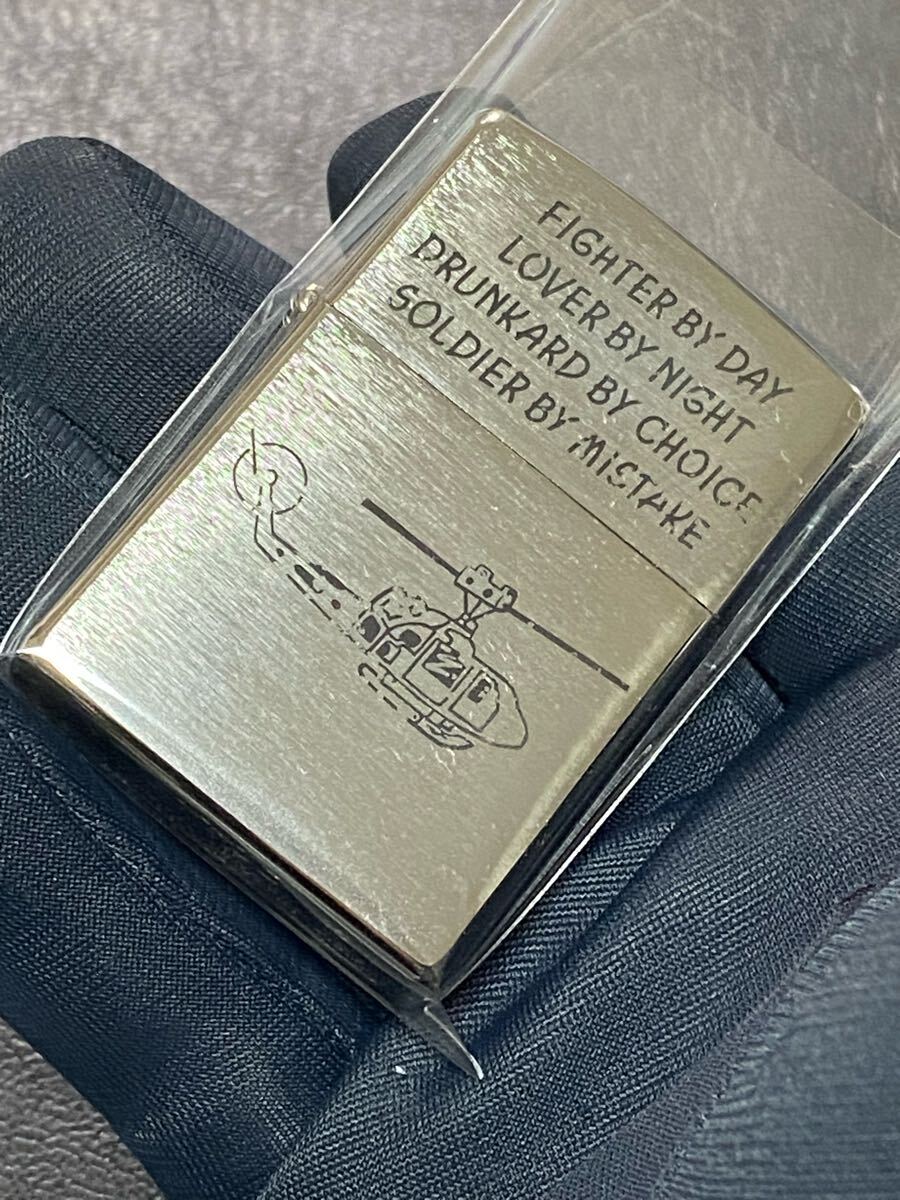 FIGHTER BY DAY
LOVER BY NIGHT
DRUNKARD BY CHOICE
SOLDIER BY MiSTAKE